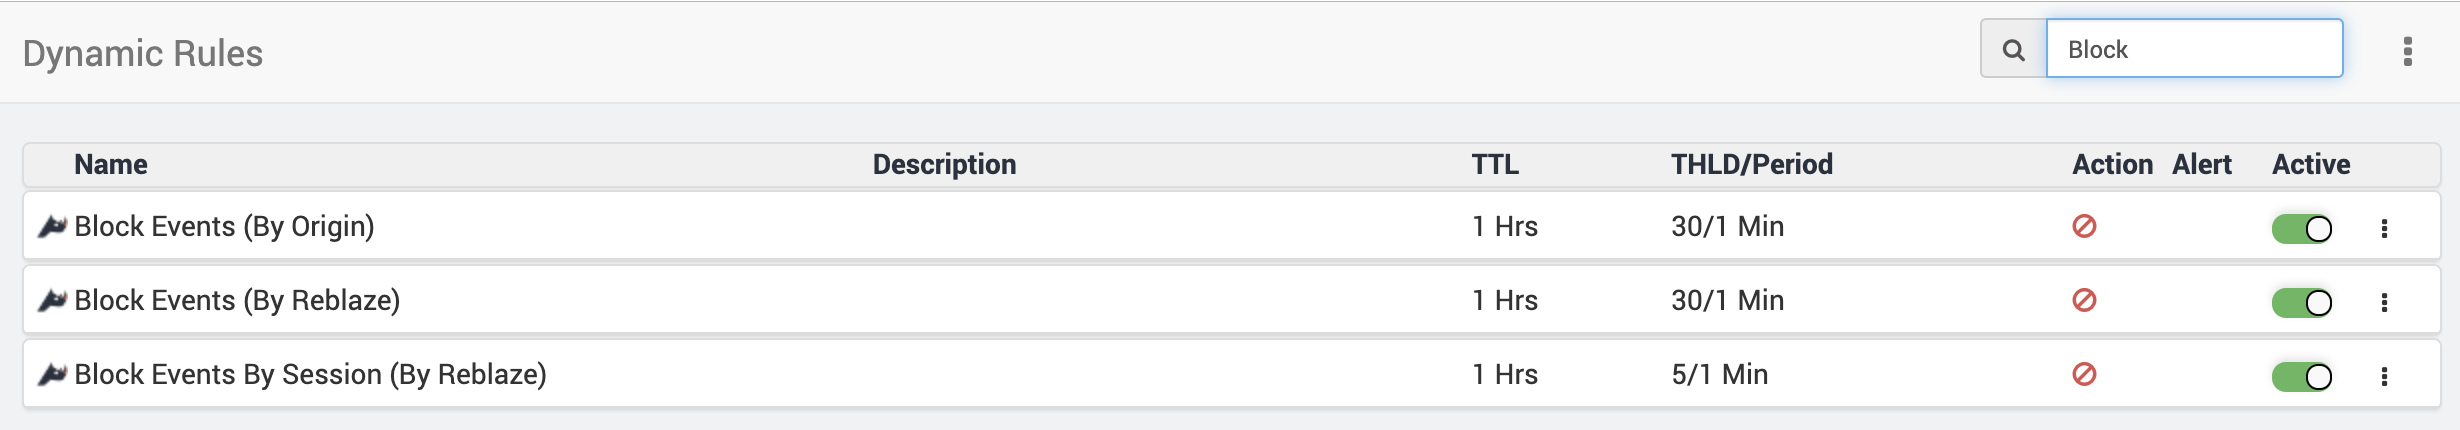 Dynamic Rules
Block
Name Description TTL THLD/Period Action Alert Active
Block Events (By Origin) 1 Hrs 30/1 Min
Block Events (By Reblaze) 1 Hrs 30/1 Min
Block Events By Session (By Reblaze) 1 Hrs 5/1 Min